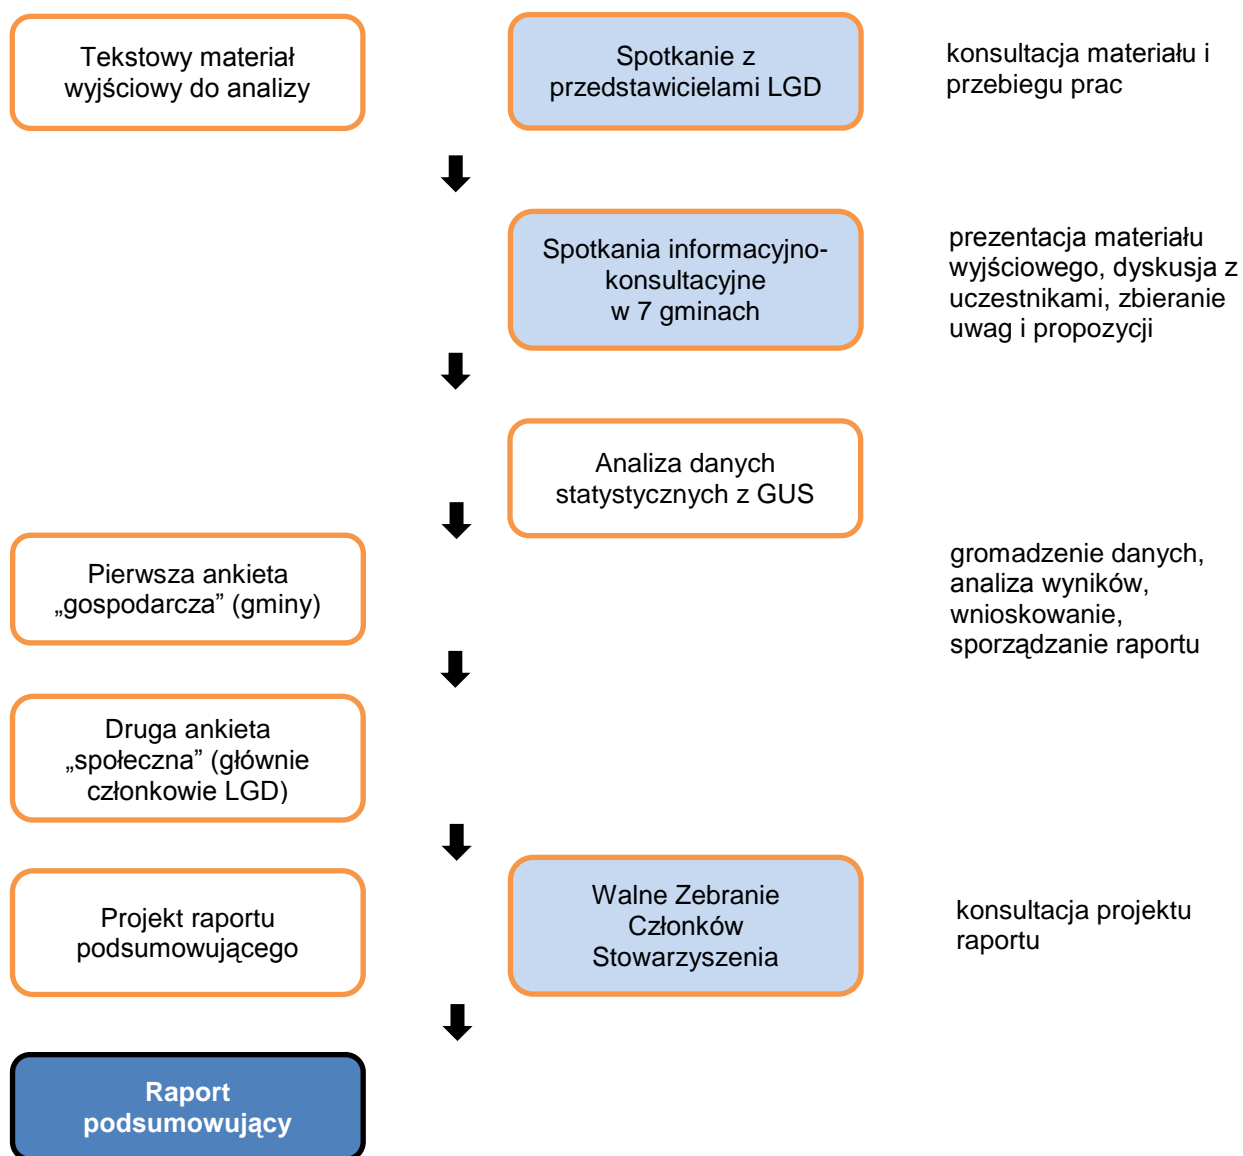 Tekstowy materiał
wyjściowy do analizy
Spotkanie z
przedstawicielami LGD
konsultacja materiału i
przebiegu prac
Spotkania informacyjno-
konsultacyjne
w 7 gminach
prezentacja materiału
wyjściowego, dyskusja z
uczestnikami, zbieranie
uwag i propozycji
Analiza danych
statystycznych z GUS
Pierwsza ankieta
„gospodarcza” (gminy)
gromadzenie danych,
analiza wyników,
wnioskowanie,
sporządzanie raportu
Druga ankieta
„społeczna” (głównie
członkowie LGD)
Projekt raportu
podsumowującego
Walne Zebranie
Członków
Stowarzyszenia
konsultacja projektu
raportu
Raport
podsumowujący